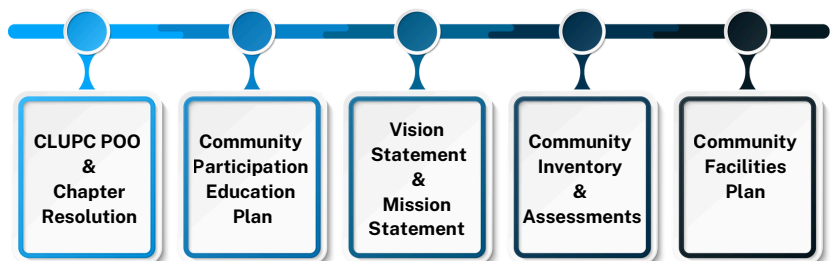 CLUPC POO
&
Chapter
Resolution
Community
Participation
Education
Plan
Vision
Statement
&
Mission
Statement
Community
Inventory
&
Assessments
Community
Facilities
Plan